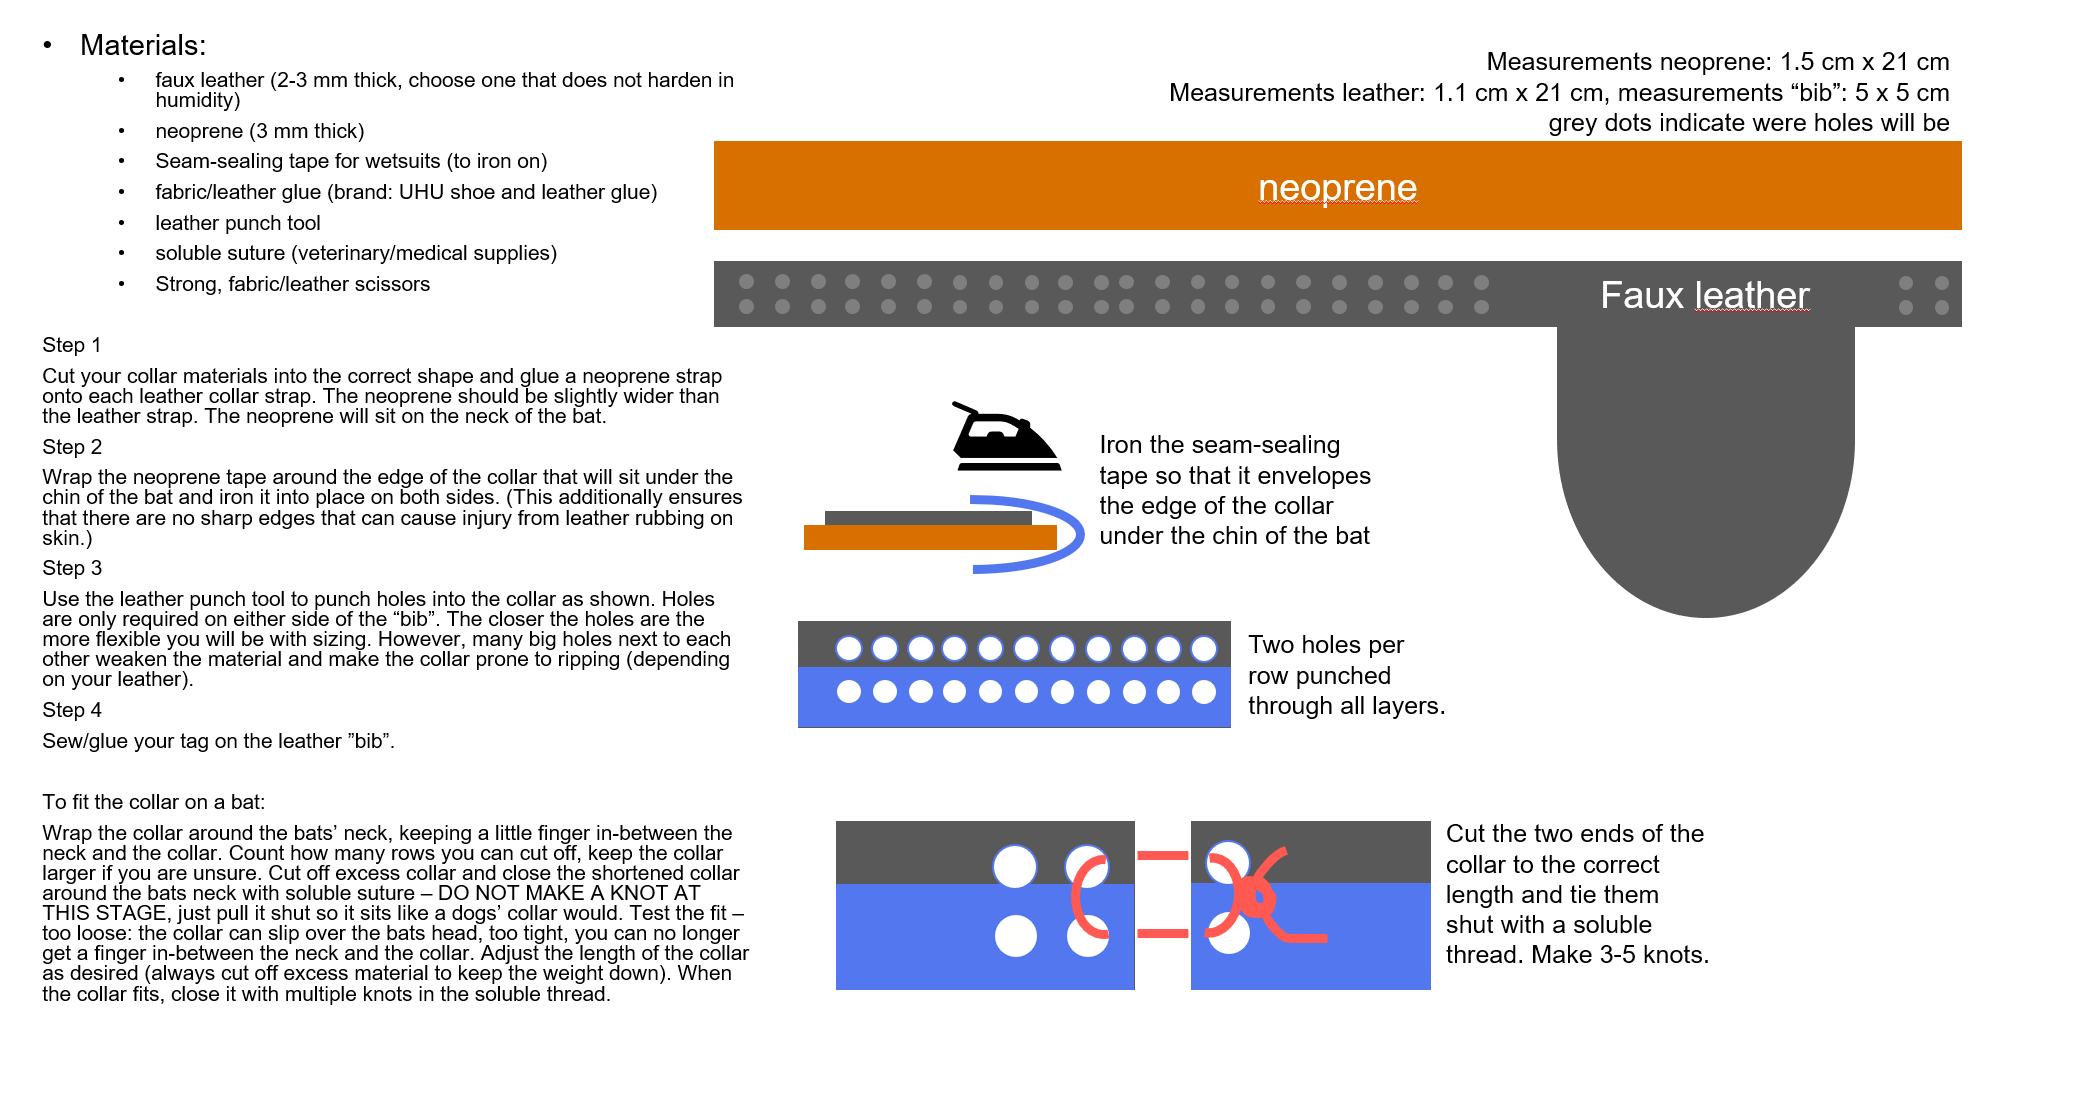 • Materials:
• faux leather (2-3 mm thick, choose one that does not harden in
humidity)
• neoprene (3 mm thick)
• Seam-sealing tape for wetsuits (to iron on)
• fabric/leather glue (brand: UHU shoe and leather glue)
• leather punch tool
• soluble suture (veterinary/medical supplies)
• Strong, fabric/leather scissors
Step 1
Cut your collar materials into the correct shape and glue a neoprene strap
onto each leather collar strap. The neoprene should be slightly wider than
the leather strap. The neoprene will sit on the neck of the bat.
Step 2
Wrap the neoprene tape around the edge of the collar that will sit under the
chin of the bat and iron it into place on both sides. (This additionally ensures
that there are no sharp edges that can cause injury from leather rubbing on
skin.)
Step 3
Use the leather punch tool to punch holes into the collar as shown. Holes
are only required on either side of the “bib”. The closer the holes are the
more flexible you will be with sizing. However, many big holes next to each
other weaken the material and make the collar prone to ripping (depending
on your leather).
Step 4
Sew/glue your tag on the leather ”bib”.
To fit the collar on a bat:
Wrap the collar around the bats’ neck, keeping a little finger in-between the
neck and the collar. Count how many rows you can cut off, keep the collar
larger if you are unsure. Cut off excess collar and close the shortened collar
around the bats neck with soluble suture – DO NOT MAKE A KNOT AT
THIS STAGE, just pull it shut so it sits like a dogs’ collar would. Test the fit –
too loose: the collar can slip over the bats head, too tight, you can no longer
get a finger in-between the neck and the collar. Adjust the length of the collar
as desired (always cut off excess material to keep the weight down). When
the collar fits, close it with multiple knots in the soluble thread.
Measurements neoprene: 1.5 cm x 21 cm
Measurements leather: 1.1 cm x 21 cm, measurements “bib”: 5 x 5 cm
grey dots indicate were holes will be
neoprene
Faux leather
Iron the seam-sealing
tape so that it envelopes
the edge of the collar
under the chin of the bat
Two holes per
row punched
through all layers.
Cut the two ends of the
collar to the correct
length and tie them
shut with a soluble
thread. Make 3-5 knots.